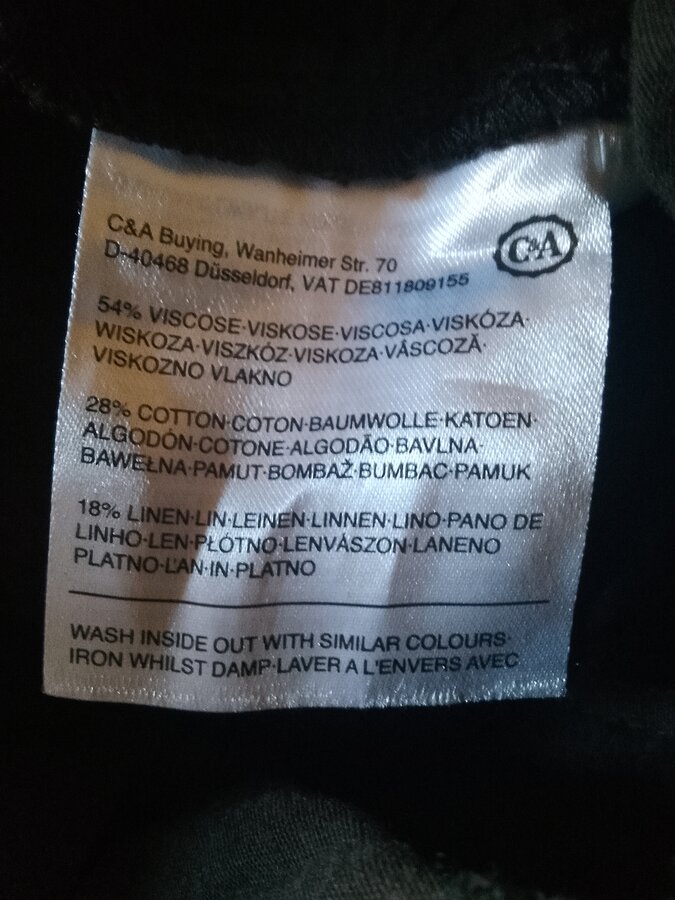 C&A Buying, Wanheimer Str. 70
D-40468 Düsseldorf, VAT DE811809155
C&A
54% VISCOSE·VISKOSE·VISCOSA·VISKÓZA·
WISKOZA·VISZKÓZ·VISKOZA·VÂSCOZĂ·
VISKOZNO VLAKNO
28% COTTON·COTON·BAUMWOLLE·KATOEN·
ALGODÓN·COTONE·ALGODÃO·BAVLNA·
BAWEŁNA·PAMUT·BOMBAŽ·BUMBAC·PAMUK
18% LINEN·LIN·LEINEN·LINNEN·LINO·PANO DE
LINHO·LEN·PŁÓTNO·LENVÁSZON·LANENO
PLATNO·ĽAN·IN·PLATNO
WASH INSIDE OUT WITH SIMILAR COLOURS·
IRON WHILST DAMP·LAVER A L'ENVERS AVEC